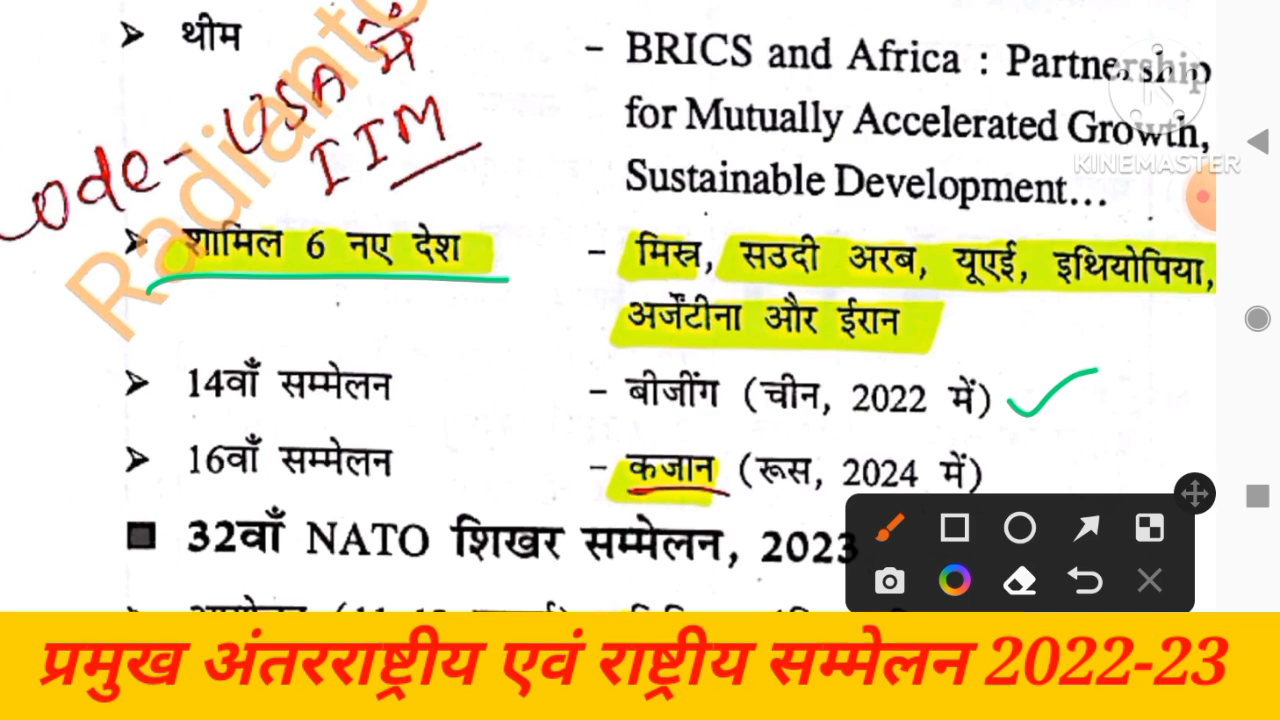 ➤ थीम – BRICS and Africa : Partnership
for Mutually Accelerated Growth,
Sustainable Development...
ode- USA में
IIM
Radiant
KINEMASTER
➤ शामिल 6 नए देश – मिस्र, सउदी अरब, यूएई, इथियोपिया,
अर्जेंटीना और ईरान
➤ 14वाँ सम्मेलन – बीजींग (चीन, 2022 में)
➤ 16वाँ सम्मेलन – कजान (रूस, 2024 में)
■ 32वाँ NATO शिखर सम्मेलन, 2023
प्रमुख अंतरराष्ट्रीय एवं राष्ट्रीय सम्मेलन 2022-23